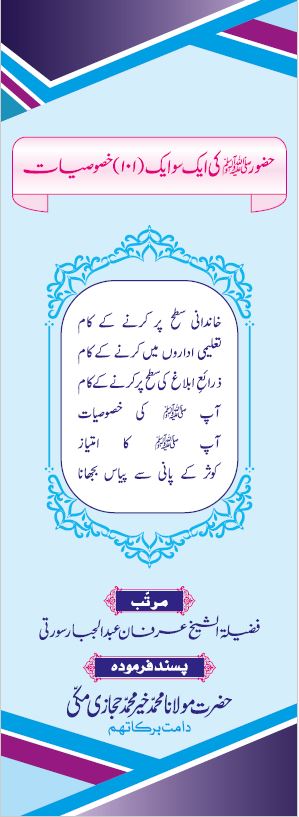 حضور ﷺ کی ایک سو ایک (۱۰۱) خصوصیات
خاندانی سطح پر کرنے کے کام
تعلیمی اداروں میں کرنے کے کام
ذرائع ابلاغ کی سطح پر کرنے کے کام
آپ ﷺ کی خصوصیات
آپ ﷺ کا امتیاز
کوثر کے پانی سے پیاس بجھانا
مرتّب
فضیلۃ الشیخ عرفان عبدالجبار سورتی
پسند فرمودہ
حضرت مولانا محمد خیر محمد حجازی مکّی
دامت برکاتھم